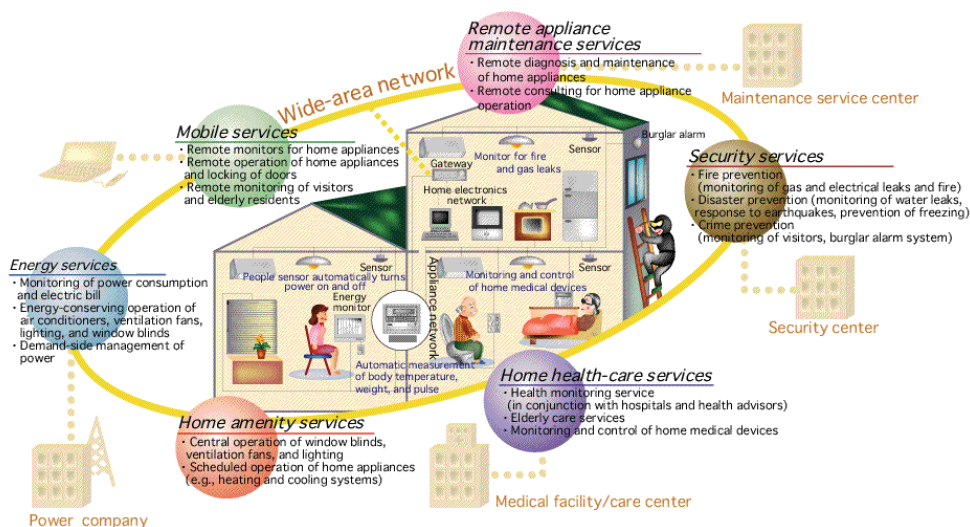 Remote appliance
maintenance services
• Remote diagnosis and maintenance
of home appliances
• Remote consulting for home appliance
operation
Maintenance service center
Wide-area network
Mobile services
• Remote monitors for home appliances
• Remote operation of home appliances
and locking of doors
• Remote monitoring of visitors
and elderly residents
Burglar alarm
Sensor
Monitor for fire
and gas leaks
Gateway
Home electronics
network
Security services
• Fire prevention
(monitoring of gas and electrical leaks and fire)
• Disaster prevention (monitoring of water leaks,
response to earthquakes, prevention of freezing)
• Crime prevention
(monitoring of visitors, burglar alarm system)
Security center
Energy services
• Monitoring of power consumption
and electric bill
• Energy-conserving operation of
air conditioners, ventilation fans,
lighting, and window blinds
• Demand-side management of
power
Sensor
People sensor automatically turns
power on and off
Energy
monitor
Appliance network
Sensor
Monitoring and control
of home medical devices
Automatic measurement
of body temperature,
weight, and pulse
Home health-care services
• Health monitoring service
(in conjunction with hospitals and health advisors)
• Elderly care services
• Monitoring and control of home medical devices
Home amenity services
• Central operation of window blinds,
ventilation fans, and lighting
• Scheduled operation of home appliances
(e.g., heating and cooling systems)
Medical facility/care center
Power company